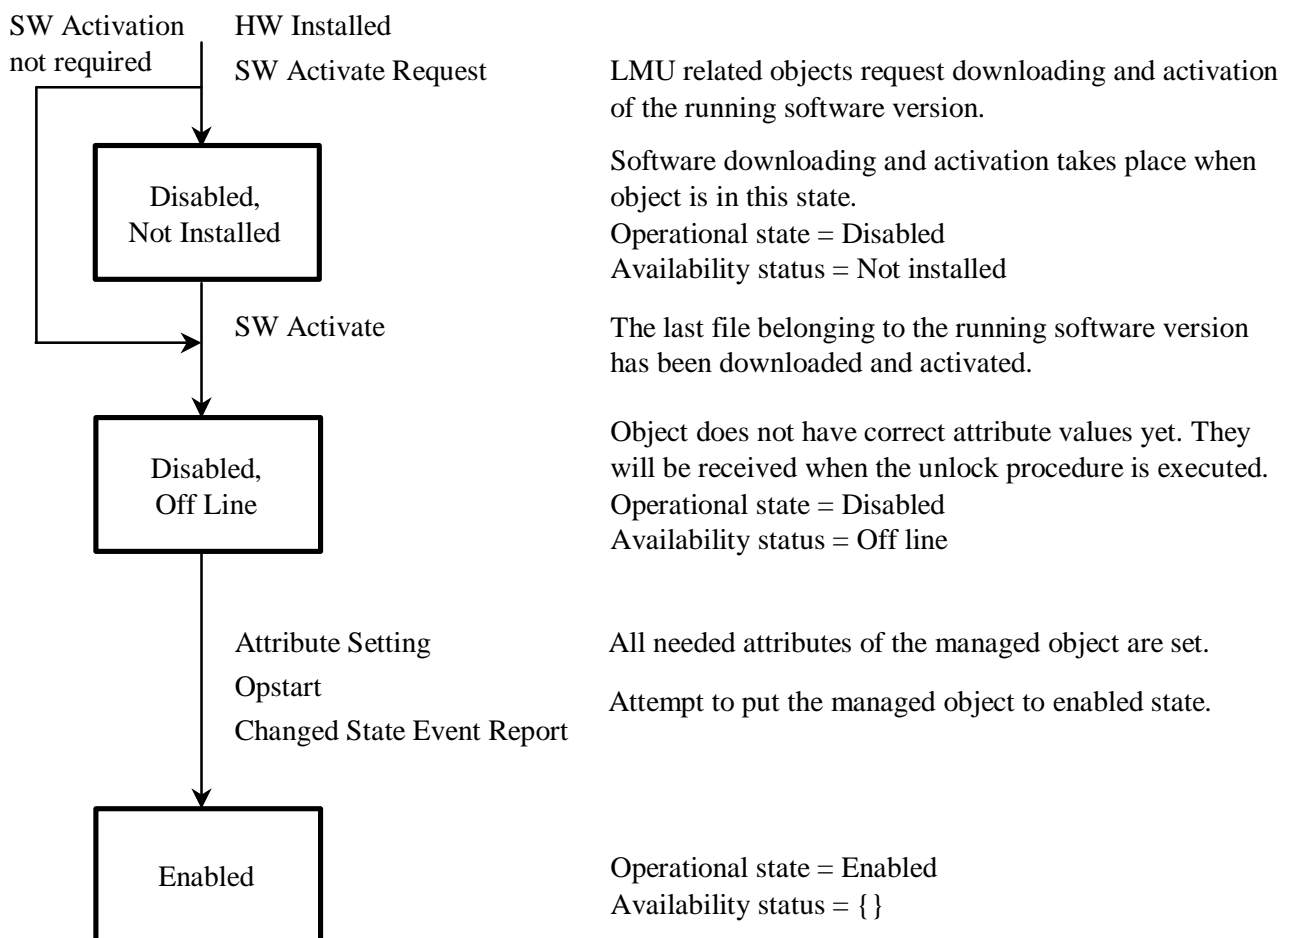 SW Activation
not required
HW Installed
SW Activate Request
LMU related objects request downloading and activation
of the running software version.
Disabled,
Not Installed
Software downloading and activation takes place when
object is in this state.
Operational state = Disabled
Availability status = Not installed
SW Activate
The last file belonging to the running software version
has been downloaded and activated.
Disabled,
Off Line
Object does not have correct attribute values yet. They
will be received when the unlock procedure is executed.
Operational state = Disabled
Availability status = Off line
Attribute Setting
Opstart
Changed State Event Report
All needed attributes of the managed object are set.
Attempt to put the managed object to enabled state.
Enabled
Operational state = Enabled
Availability status = {}